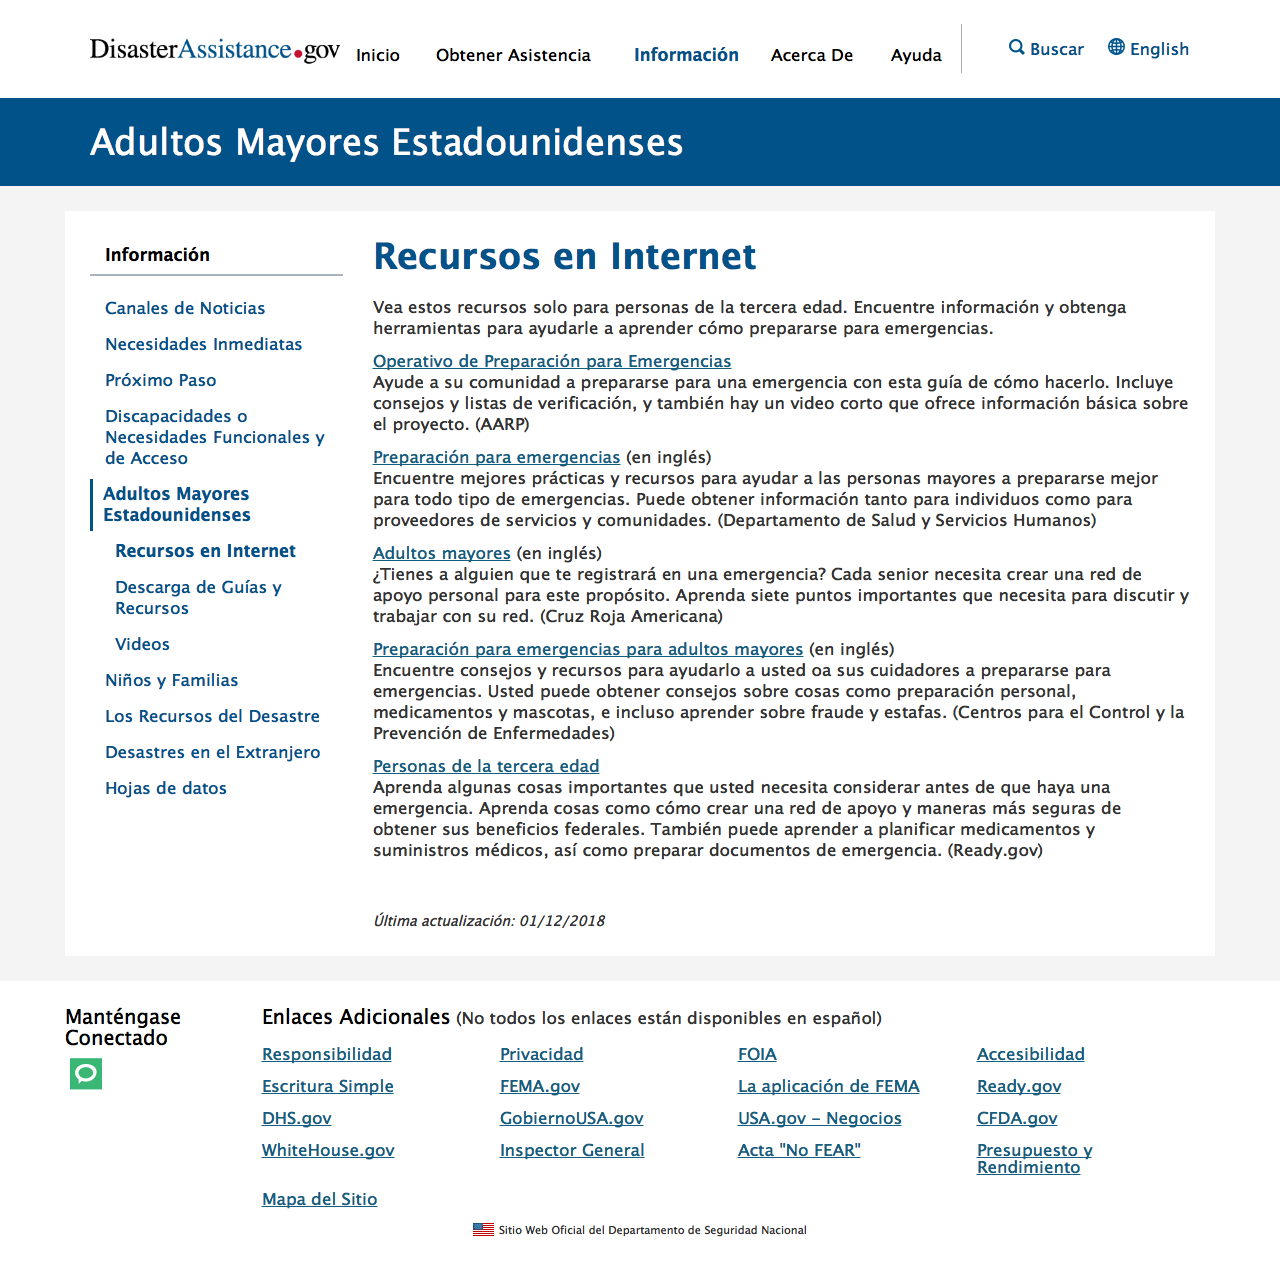 DisasterAssistance.gov
Inicio
Obtener Asistencia
Información
Acerca De
Ayuda
Buscar
English
Adultos Mayores Estadounidenses
Información
Canales de Noticias
Necesidades Inmediatas
Próximo Paso
Discapacidades o
Necesidades Funcionales y
de Acceso
Adultos Mayores
Estadounidenses
Recursos en Internet
Descarga de Guías y
Recursos
Videos
Niños y Familias
Los Recursos del Desastre
Desastres en el Extranjero
Hojas de datos
Recursos en Internet
Vea estos recursos solo para personas de la tercera edad. Encuentre información y obtenga
herramientas para ayudarle a aprender cómo prepararse para emergencias.
Operativo de Preparación para Emergencias
Ayude a su comunidad a prepararse para una emergencia con esta guía de cómo hacerlo. Incluye
consejos y listas de verificación, y también hay un video corto que ofrece información básica sobre
el proyecto. (AARP)
Preparación para emergencias (en inglés)
Encuentre mejores prácticas y recursos para ayudar a las personas mayores a prepararse mejor
para todo tipo de emergencias. Puede obtener información tanto para individuos como para
proveedores de servicios y comunidades. (Departamento de Salud y Servicios Humanos)
Adultos mayores (en inglés)
¿Tienes a alguien que te registrará en una emergencia? Cada senior necesita crear una red de
apoyo personal para este propósito. Aprenda siete puntos importantes que necesita para discutir y
trabajar con su red. (Cruz Roja Americana)
Preparación para emergencias para adultos mayores (en inglés)
Encuentre consejos y recursos para ayudarlo a usted oa sus cuidadores a prepararse para
emergencias. Usted puede obtener consejos sobre cosas como preparación personal,
medicamentos y mascotas, e incluso aprender sobre fraude y estafas. (Centros para el Control y la
Prevención de Enfermedades)
Personas de la tercera edad
Aprenda algunas cosas importantes que usted necesita considerar antes de que haya una
emergencia. Aprenda cosas como cómo crear una red de apoyo y maneras más seguras de
obtener sus beneficios federales. También puede aprender a planificar medicamentos y
suministros médicos, así como preparar documentos de emergencia. (Ready.gov)
Última actualización: 01/12/2018
Manténgase
Conectado
Enlaces Adicionales (No todos los enlaces están disponibles en español)
Responsibilidad
Privacidad
FOIA
Accesibilidad
Escritura Simple
FEMA.gov
La aplicación de FEMA
Ready.gov
DHS.gov
GobiernoUSA.gov
USA.gov – Negocios
CFDA.gov
WhiteHouse.gov
Inspector General
Acta "No FEAR"
Presupuesto y
Rendimiento
Mapa del Sitio
Sitio Web Oficial del Departamento de Seguridad Nacional